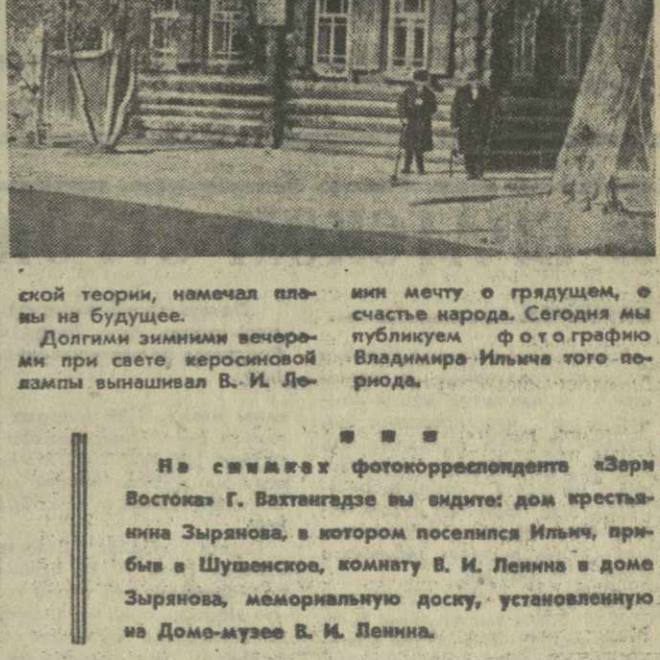 ской теории, намечал пла-
ны на будущее.
Долгими зимними вечера-
ми при свете керосиновой
лампы вынашивал В. И. Ле-
нин мечту о грядущем, о
счастье народа. Сегодня мы
публикуем фотографию
Владимира Ильича того пе-
риода.
На снимках фотокорреспондента «Зари
Востока» Г. Вахтангадзе вы видите: дом крестья-
нина Зырянова, в котором поселился Ильич, при-
быв в Шушенское, комнату В. И. Ленина в доме
Зырянова, мемориальную доску, установленную
на Доме-музее В. И. Ленина.